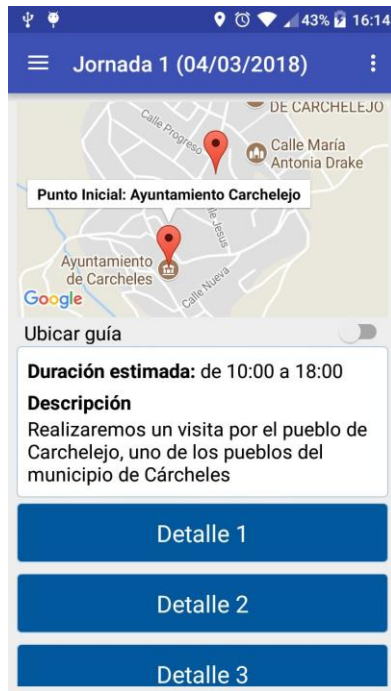 43% 16:14
Jornada 1 (04/03/2018)
DE CARCHELEJO
Calle Progreso
Calle María
Antonia Drake
Punto Inicial: Ayuntamiento Carchelejo
lle Jesus
Ayuntamiento
de Carcheles
Calle Nueva
Google
Ubicar guía
Duración estimada: de 10:00 a 18:00
Descripción
Realizaremos un visita por el pueblo de
Carchelejo, uno de los pueblos del
municipio de Cárcheles
Detalle 1
Detalle 2
Detalle 3